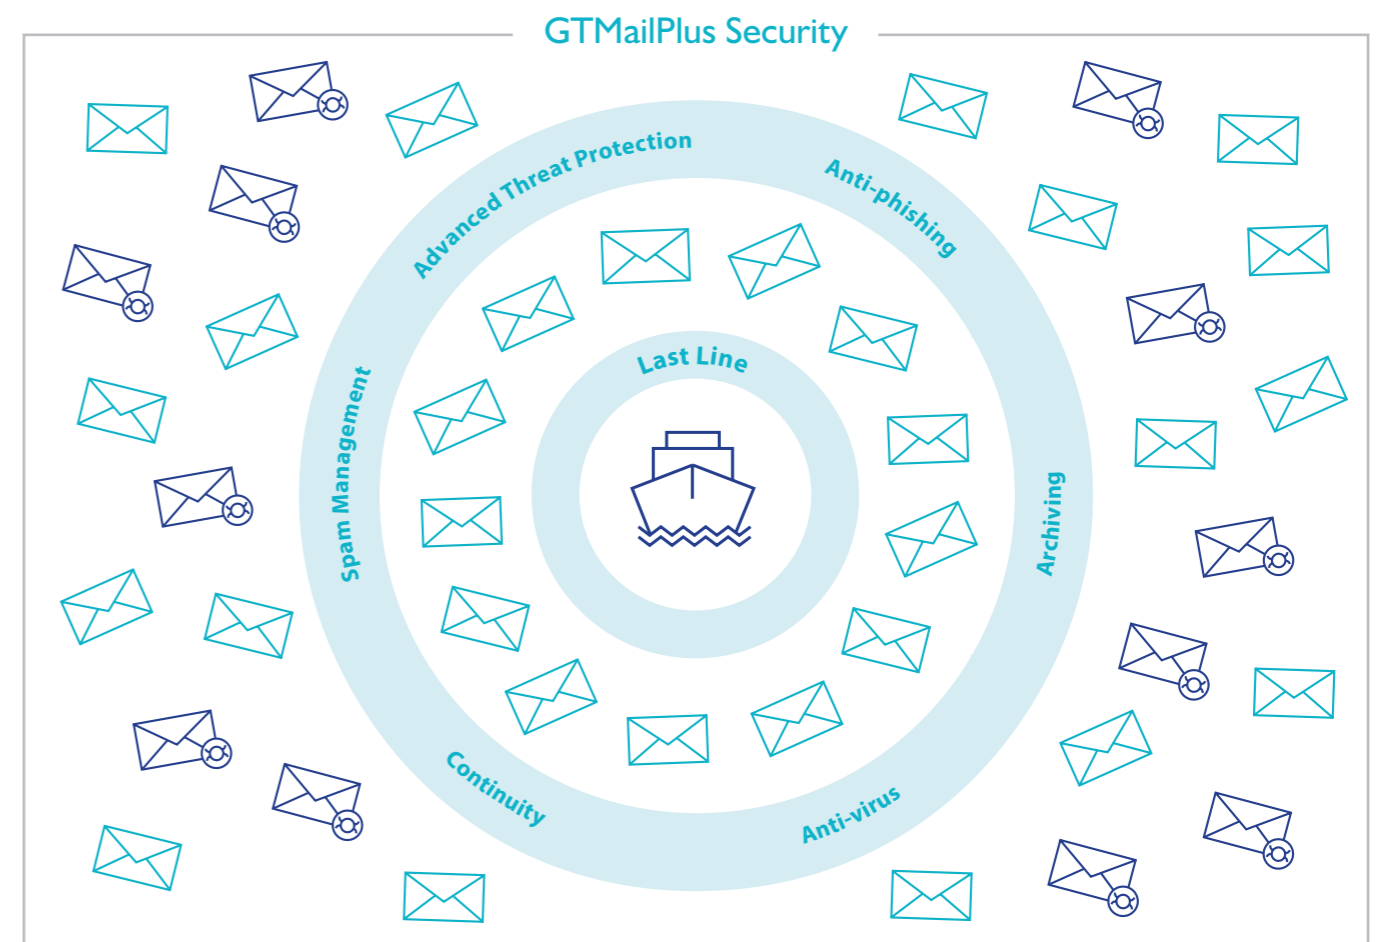 GTMailPlus Security
Advanced Threat Protection
Anti-phishing
Last Line
Spam Management
Archiving
Continuity
Anti-virus